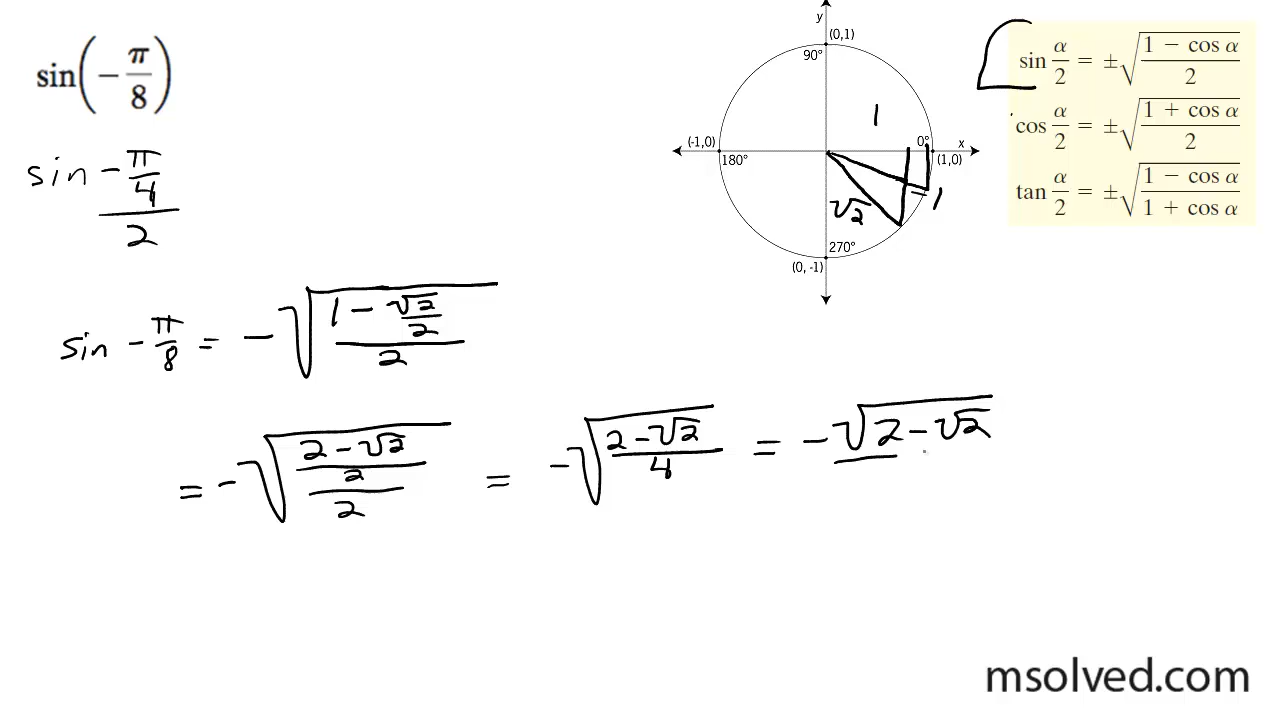 sin(−π/8)
sin −π/4 / 2
sin −π/8 = −√((1 − √2/2)/2)
= −√(((2 − √2)/2)/2) = −√((2 − √2)/4) = −√(2 − √2)
y
(0,1)
90°
1
(-1,0)
0°
x
180°
(1,0)
1
√2
270°
(0, -1)
sin α/2 = ±√((1 − cos α)/2)
cos α/2 = ±√((1 + cos α)/2)
tan α/2 = ±√((1 − cos α)/(1 + cos α))
msolved.com